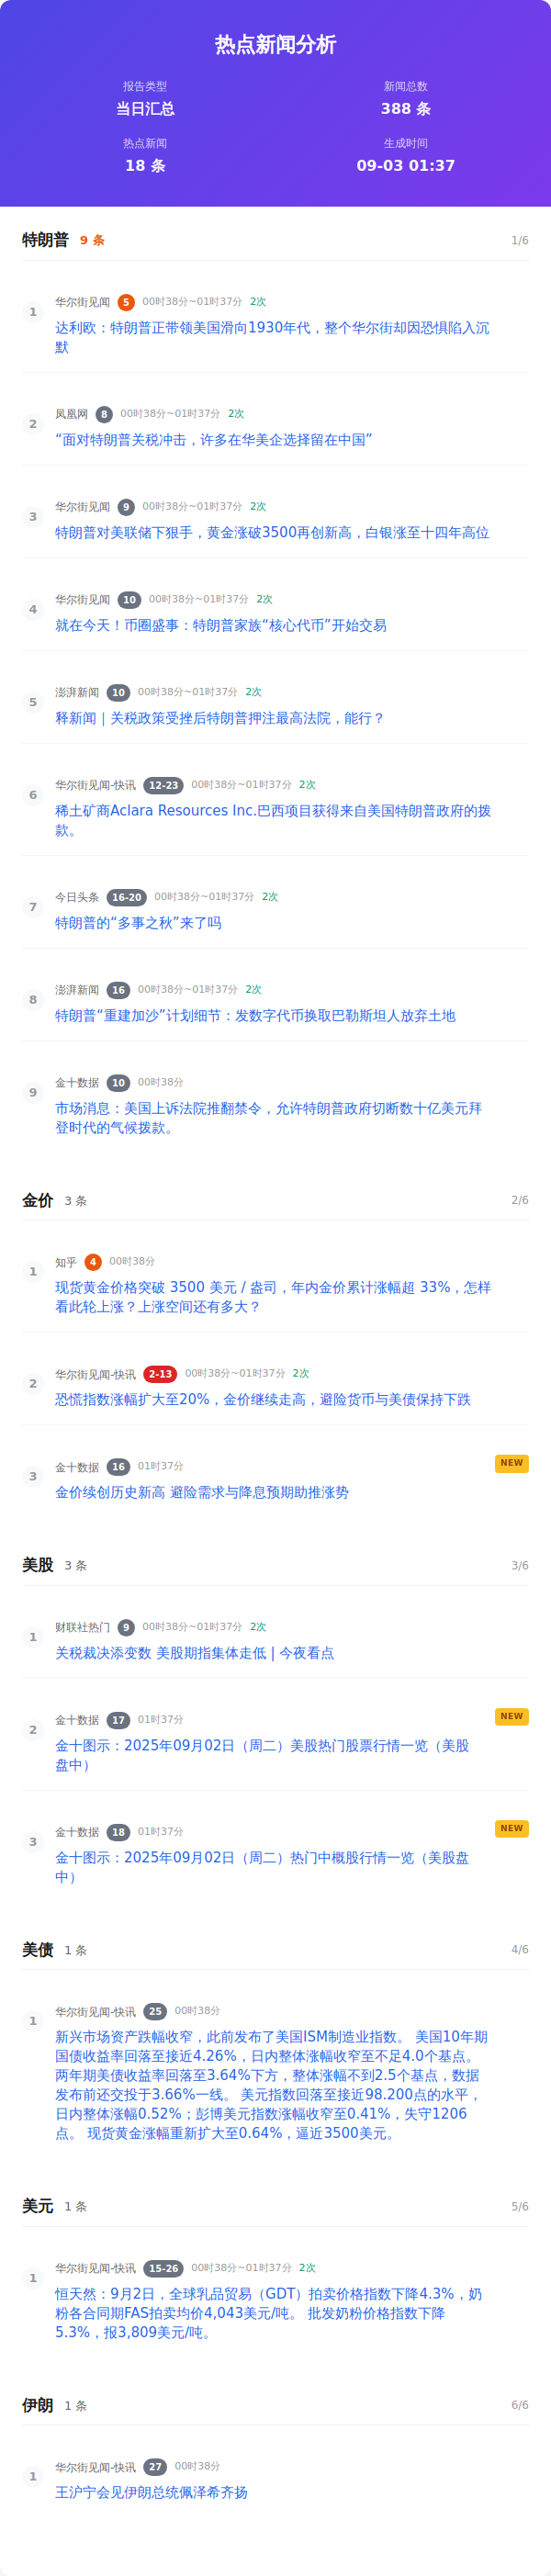 热点新闻分析
报告类型
当日汇总
新闻总数
388 条
热点新闻
18 条
生成时间
09-03 01:37
特朗普 9 条 1/6
1
华尔街见闻 5 00时38分~01时37分 2次
达利欧：特朗普正带领美国滑向1930年代，整个华尔街却因恐惧陷入沉
默
2
凤凰网 8 00时38分~01时37分 2次
“面对特朗普关税冲击，许多在华美企选择留在中国”
3
华尔街见闻 9 00时38分~01时37分 2次
特朗普对美联储下狠手，黄金涨破3500再创新高，白银涨至十四年高位
4
华尔街见闻 10 00时38分~01时37分 2次
就在今天！币圈盛事：特朗普家族“核心代币”开始交易
5
澎湃新闻 10 00时38分~01时37分 2次
释新闻｜关税政策受挫后特朗普押注最高法院，能行？
6
华尔街见闻-快讯 12-23 00时38分~01时37分 2次
稀土矿商Aclara Resources Inc.巴西项目获得来自美国特朗普政府的拨
款。
7
今日头条 16-20 00时38分~01时37分 2次
特朗普的“多事之秋”来了吗
8
澎湃新闻 16 00时38分~01时37分 2次
特朗普“重建加沙”计划细节：发数字代币换取巴勒斯坦人放弃土地
9
金十数据 10 00时38分
市场消息：美国上诉法院推翻禁令，允许特朗普政府切断数十亿美元拜
登时代的气候拨款。
金价 3 条 2/6
1
知乎 4 00时38分
现货黄金价格突破 3500 美元 / 盎司，年内金价累计涨幅超 33%，怎样
看此轮上涨？上涨空间还有多大？
2
华尔街见闻-快讯 2-13 00时38分~01时37分 2次
恐慌指数涨幅扩大至20%，金价继续走高，避险货币与美债保持下跌
3
金十数据 16 01时37分 NEW
金价续创历史新高 避险需求与降息预期助推涨势
美股 3 条 3/6
1
财联社热门 9 00时38分~01时37分 2次
关税裁决添变数 美股期指集体走低 | 今夜看点
2
金十数据 17 01时37分 NEW
金十图示：2025年09月02日（周二）美股热门股票行情一览（美股
盘中）
3
金十数据 18 01时37分 NEW
金十图示：2025年09月02日（周二）热门中概股行情一览（美股盘
中）
美债 1 条 4/6
1
华尔街见闻-快讯 25 00时38分
新兴市场资产跌幅收窄，此前发布了美国ISM制造业指数。 美国10年期
国债收益率回落至接近4.26%，日内整体涨幅收窄至不足4.0个基点。
两年期美债收益率回落至3.64%下方，整体涨幅不到2.5个基点，数据
发布前还交投于3.66%一线。 美元指数回落至接近98.200点的水平，
日内整体涨幅0.52%；彭博美元指数涨幅收窄至0.41%，失守1206
点。 现货黄金涨幅重新扩大至0.64%，逼近3500美元。
美元 1 条 5/6
1
华尔街见闻-快讯 15-26 00时38分~01时37分 2次
恒天然：9月2日，全球乳品贸易（GDT）拍卖价格指数下降4.3%，奶
粉各合同期FAS拍卖均价4,043美元/吨。 批发奶粉价格指数下降
5.3%，报3,809美元/吨。
伊朗 1 条 6/6
1
华尔街见闻-快讯 27 00时38分
王沪宁会见伊朗总统佩泽希齐扬